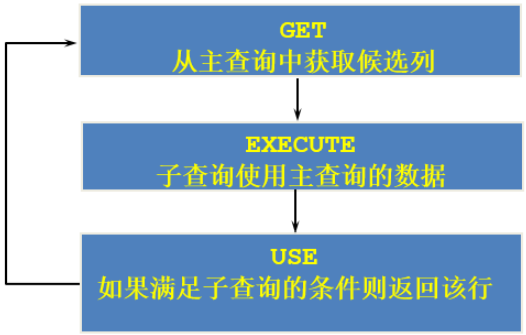 GET
从主查询中获取候选列
EXECUTE
子查询使用主查询的数据
USE
如果满足子查询的条件则返回该行